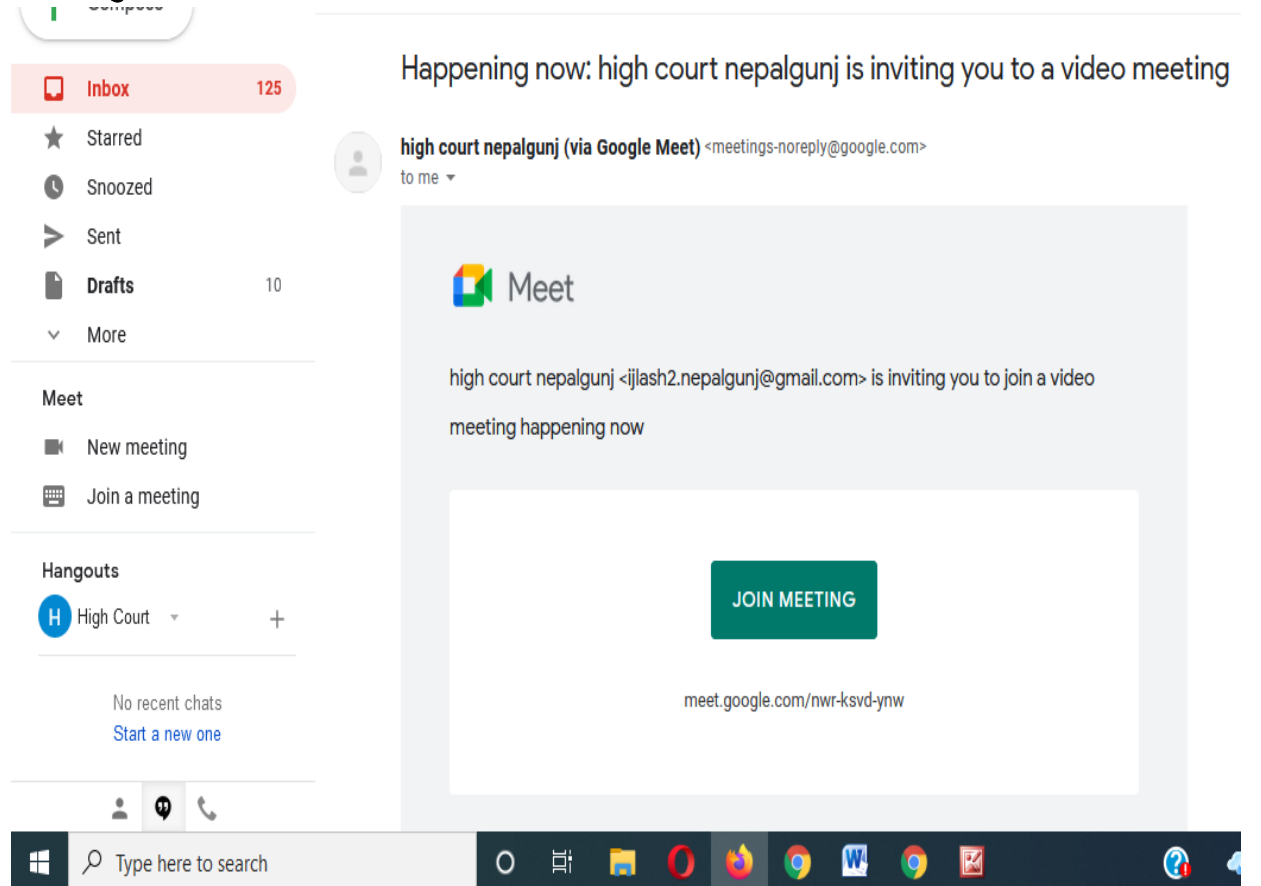 Compose
Inbox 125
Starred
Snoozed
Sent
Drafts 10
More
Meet
New meeting
Join a meeting
Hangouts
H High Court
No recent chats
Start a new one
Happening now: high court nepalgunj is inviting you to a video meeting
high court nepalgunj (via Google Meet) <meetings-noreply@google.com>
to me
Meet
high court nepalgunj <ijlash2.nepalgunj@gmail.com> is inviting you to join a video
meeting happening now
JOIN MEETING
meet.google.com/nwr-ksvd-ynw
Type here to search